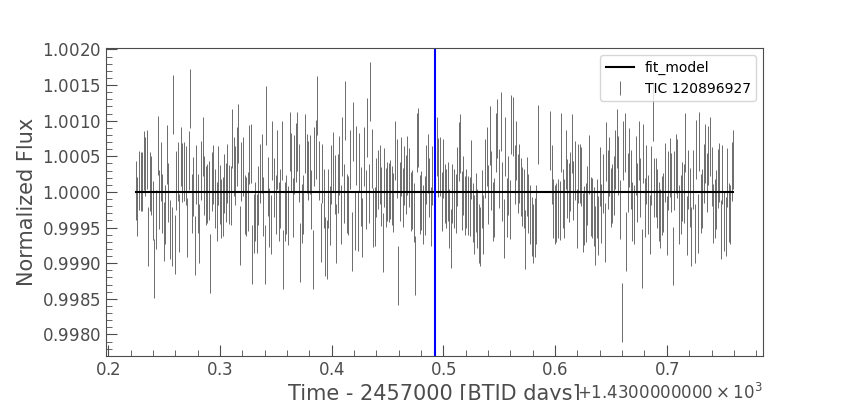 1.0020
1.0015
1.0010
1.0005
1.0000
0.9995
0.9990
0.9985
0.9980
Normalized Flux
fit_model
TIC 120896927
0.2 0.3 0.4 0.5 0.6 0.7
Time - 2457000 [BTJD days]
+1.4300000000 × 10³